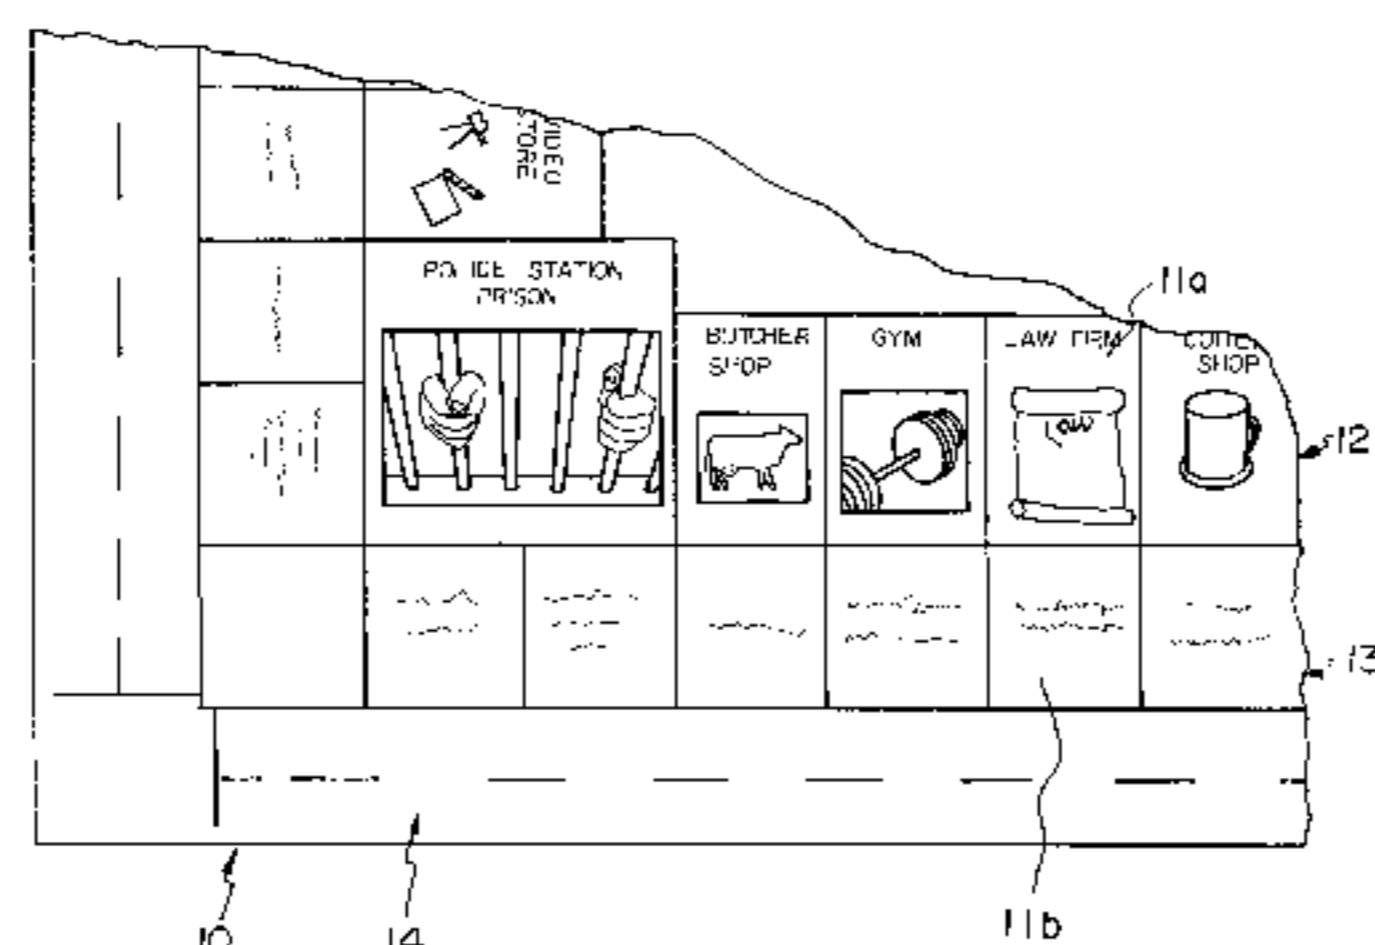 VIDEO
STORE
POLICE STATION
PRISON
11a
BUTCHER
SHOP
GYM
LAW FIRM
SHOP
Law
12
13
10
14
11b